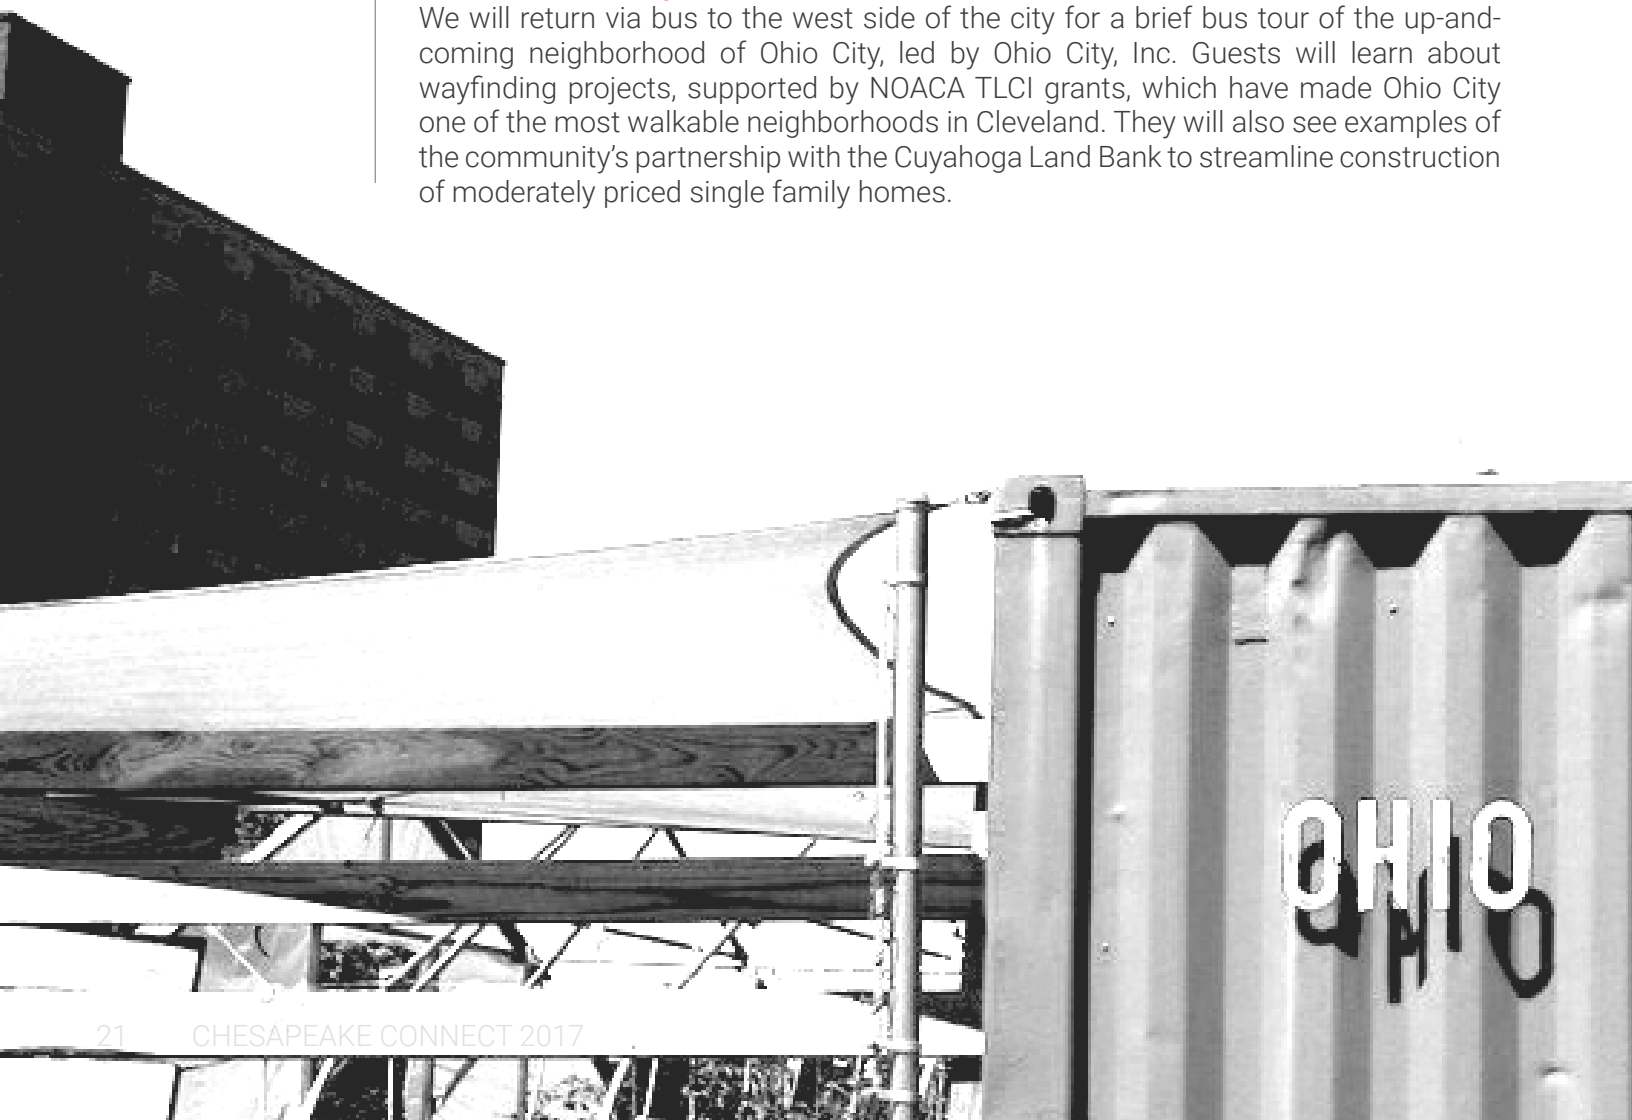 We will return via bus to the west side of the city for a brief bus tour of the up-and-
coming neighborhood of Ohio City, led by Ohio City, Inc. Guests will learn about
wayfinding projects, supported by NOACA TLCI grants, which have made Ohio City
one of the most walkable neighborhoods in Cleveland. They will also see examples of
the community's partnership with the Cuyahoga Land Bank to streamline construction
of moderately priced single family homes.
OHIO
21 CHESAPEAKE CONNECT 2017